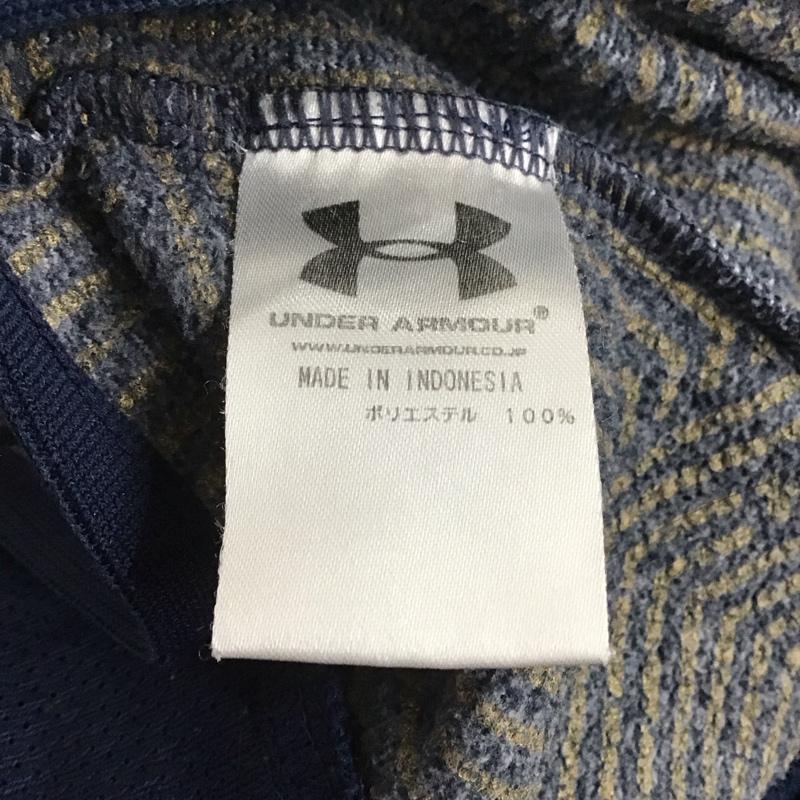 UNDER ARMOUR®
WWW.UNDERARMOUR.CO.JP
MADE IN INDONESIA
ポリエステル 100%